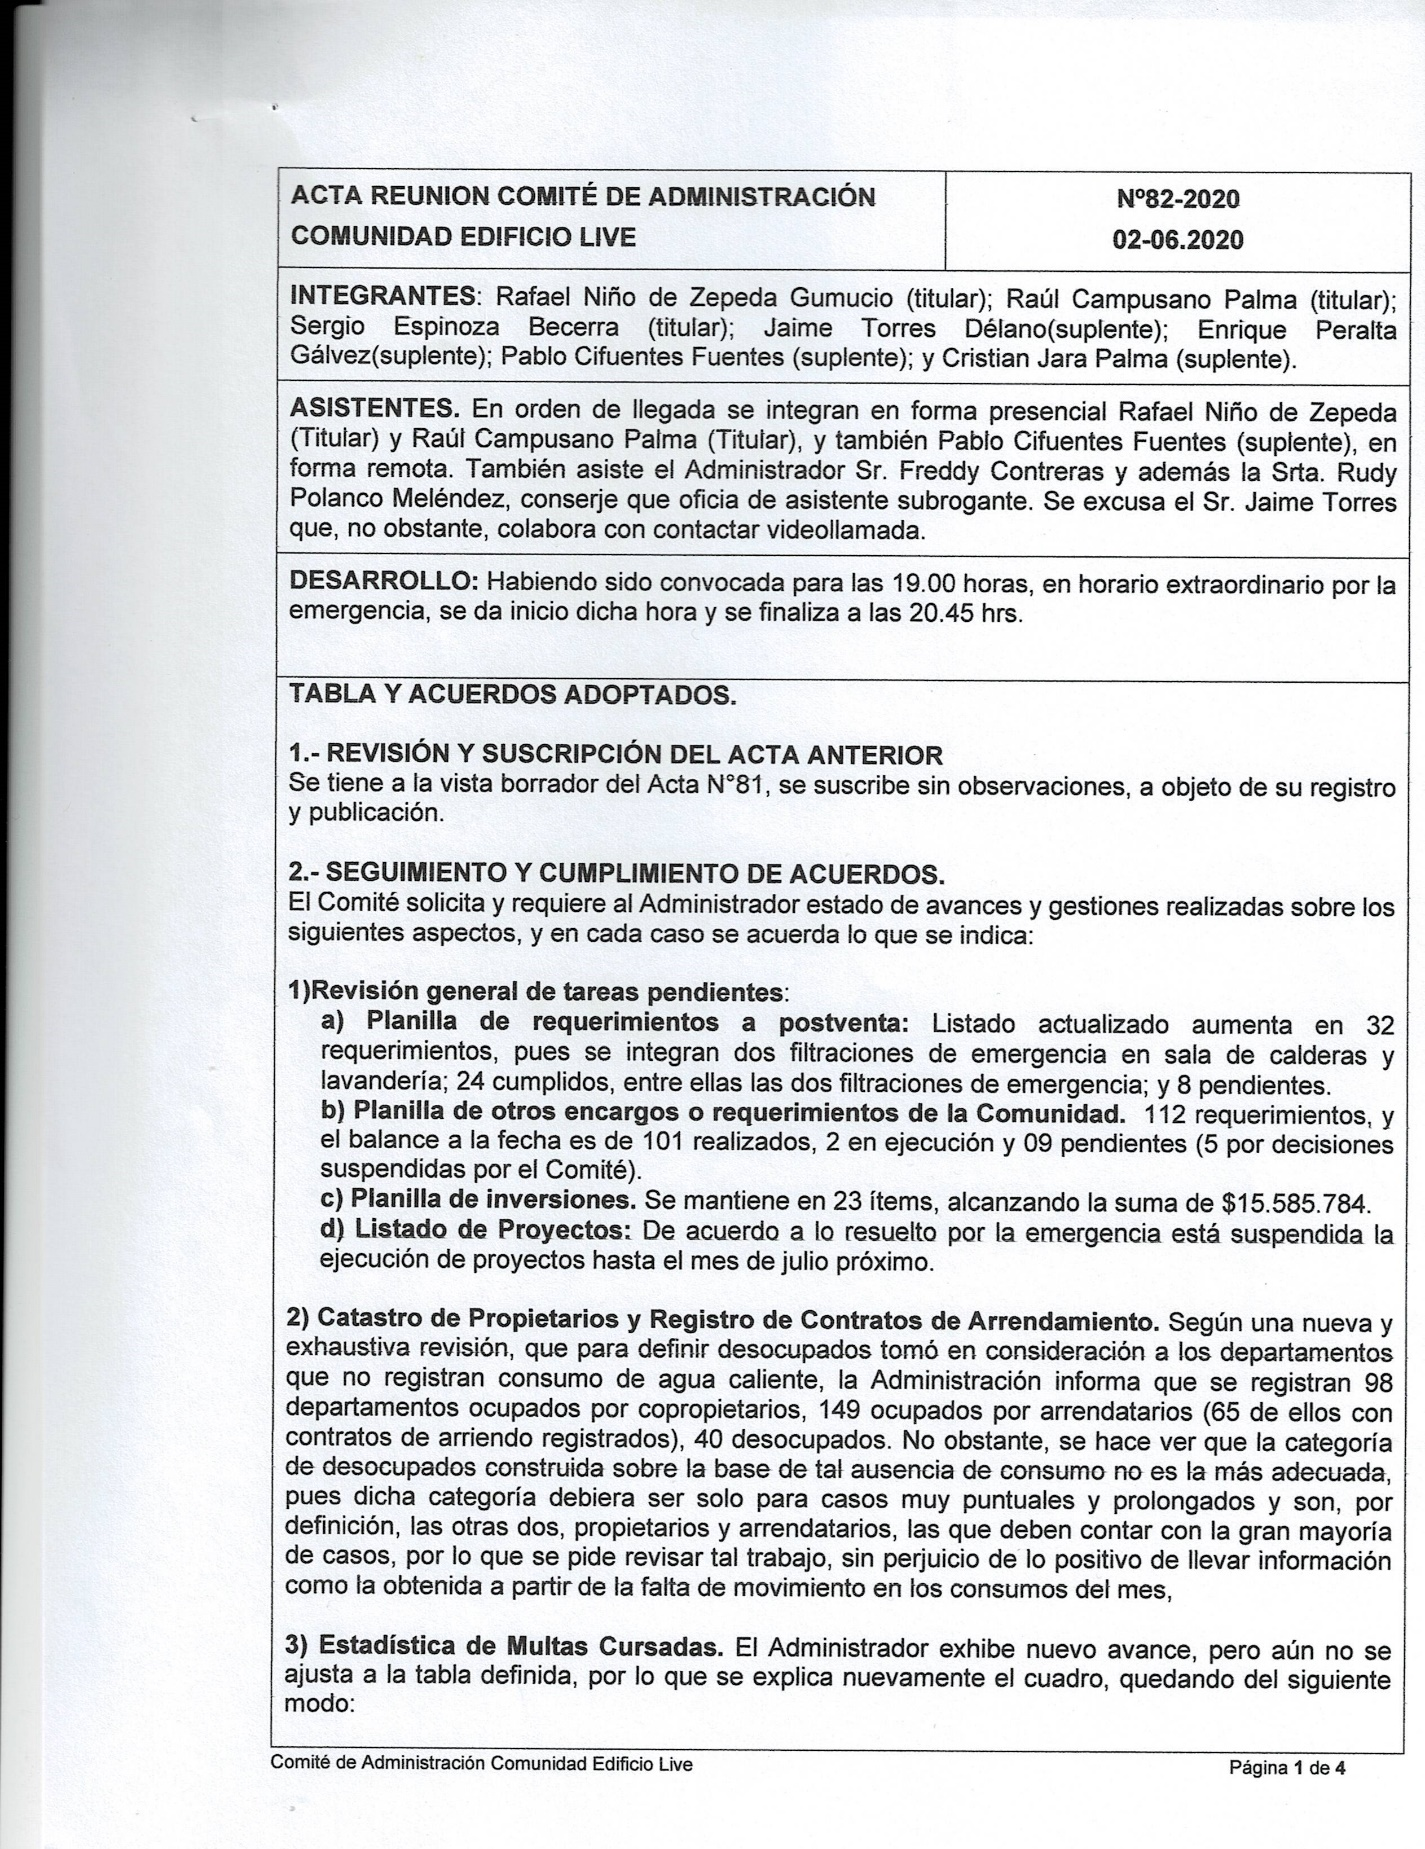 ACTA REUNION COMITÉ DE ADMINISTRACIÓN
COMUNIDAD EDIFICIO LIVE
Nº82-2020
02-06.2020
INTEGRANTES: Rafael Niño de Zepeda Gumucio (titular); Raúl Campusano Palma (titular);
Sergio Espinoza Becerra (titular); Jaime Torres Délano(suplente); Enrique Peralta
Gálvez(suplente); Pablo Cifuentes Fuentes (suplente); y Cristian Jara Palma (suplente).
ASISTENTES. En orden de llegada se integran en forma presencial Rafael Niño de Zepeda
(Titular) y Raúl Campusano Palma (Titular), y también Pablo Cifuentes Fuentes (suplente), en
forma remota. También asiste el Administrador Sr. Freddy Contreras y además la Srta. Rudy
Polanco Meléndez, conserje que oficia de asistente subrogante. Se excusa el Sr. Jaime Torres
que, no obstante, colabora con contactar videollamada.
DESARROLLO: Habiendo sido convocada para las 19.00 horas, en horario extraordinario por la
emergencia, se da inicio dicha hora y se finaliza a las 20.45 hrs.
TABLA Y ACUERDOS ADOPTADOS.
1.- REVISIÓN Y SUSCRIPCIÓN DEL ACTA ANTERIOR
Se tiene a la vista borrador del Acta N°81, se suscribe sin observaciones, a objeto de su registro
y publicación.
2.- SEGUIMIENTO Y CUMPLIMIENTO DE ACUERDOS.
El Comité solicita y requiere al Administrador estado de avances y gestiones realizadas sobre los
siguientes aspectos, y en cada caso se acuerda lo que se indica:
1)Revisión general de tareas pendientes:
a) Planilla de requerimientos a postventa: Listado actualizado aumenta en 32
requerimientos, pues se integran dos filtraciones de emergencia en sala de calderas y
lavandería; 24 cumplidos, entre ellas las dos filtraciones de emergencia; y 8 pendientes.
b) Planilla de otros encargos o requerimientos de la Comunidad. 112 requerimientos, y
el balance a la fecha es de 101 realizados, 2 en ejecución y 09 pendientes (5 por decisiones
suspendidas por el Comité).
c) Planilla de inversiones. Se mantiene en 23 ítems, alcanzando la suma de $15.585.784.
d) Listado de Proyectos: De acuerdo a lo resuelto por la emergencia está suspendida la
ejecución de proyectos hasta el mes de julio próximo.
2) Catastro de Propietarios y Registro de Contratos de Arrendamiento. Según una nueva y
exhaustiva revisión, que para definir desocupados tomó en consideración a los departamentos
que no registran consumo de agua caliente, la Administración informa que se registran 98
departamentos ocupados por copropietarios, 149 ocupados por arrendatarios (65 de ellos con
contratos de arriendo registrados), 40 desocupados. No obstante, se hace ver que la categoría
de desocupados construida sobre la base de tal ausencia de consumo no es la más adecuada,
pues dicha categoría debiera ser solo para casos muy puntuales y prolongados y son, por
definición, las otras dos, propietarios y arrendatarios, las que deben contar con la gran mayoría
de casos, por lo que se pide revisar tal trabajo, sin perjuicio de lo positivo de llevar información
como la obtenida a partir de la falta de movimiento en los consumos del mes,
3) Estadística de Multas Cursadas. El Administrador exhibe nuevo avance, pero aún no se
ajusta a la tabla definida, por lo que se explica nuevamente el cuadro, quedando del siguiente
modo:
Comité de Administración Comunidad Edificio Live
Página 1 de 4